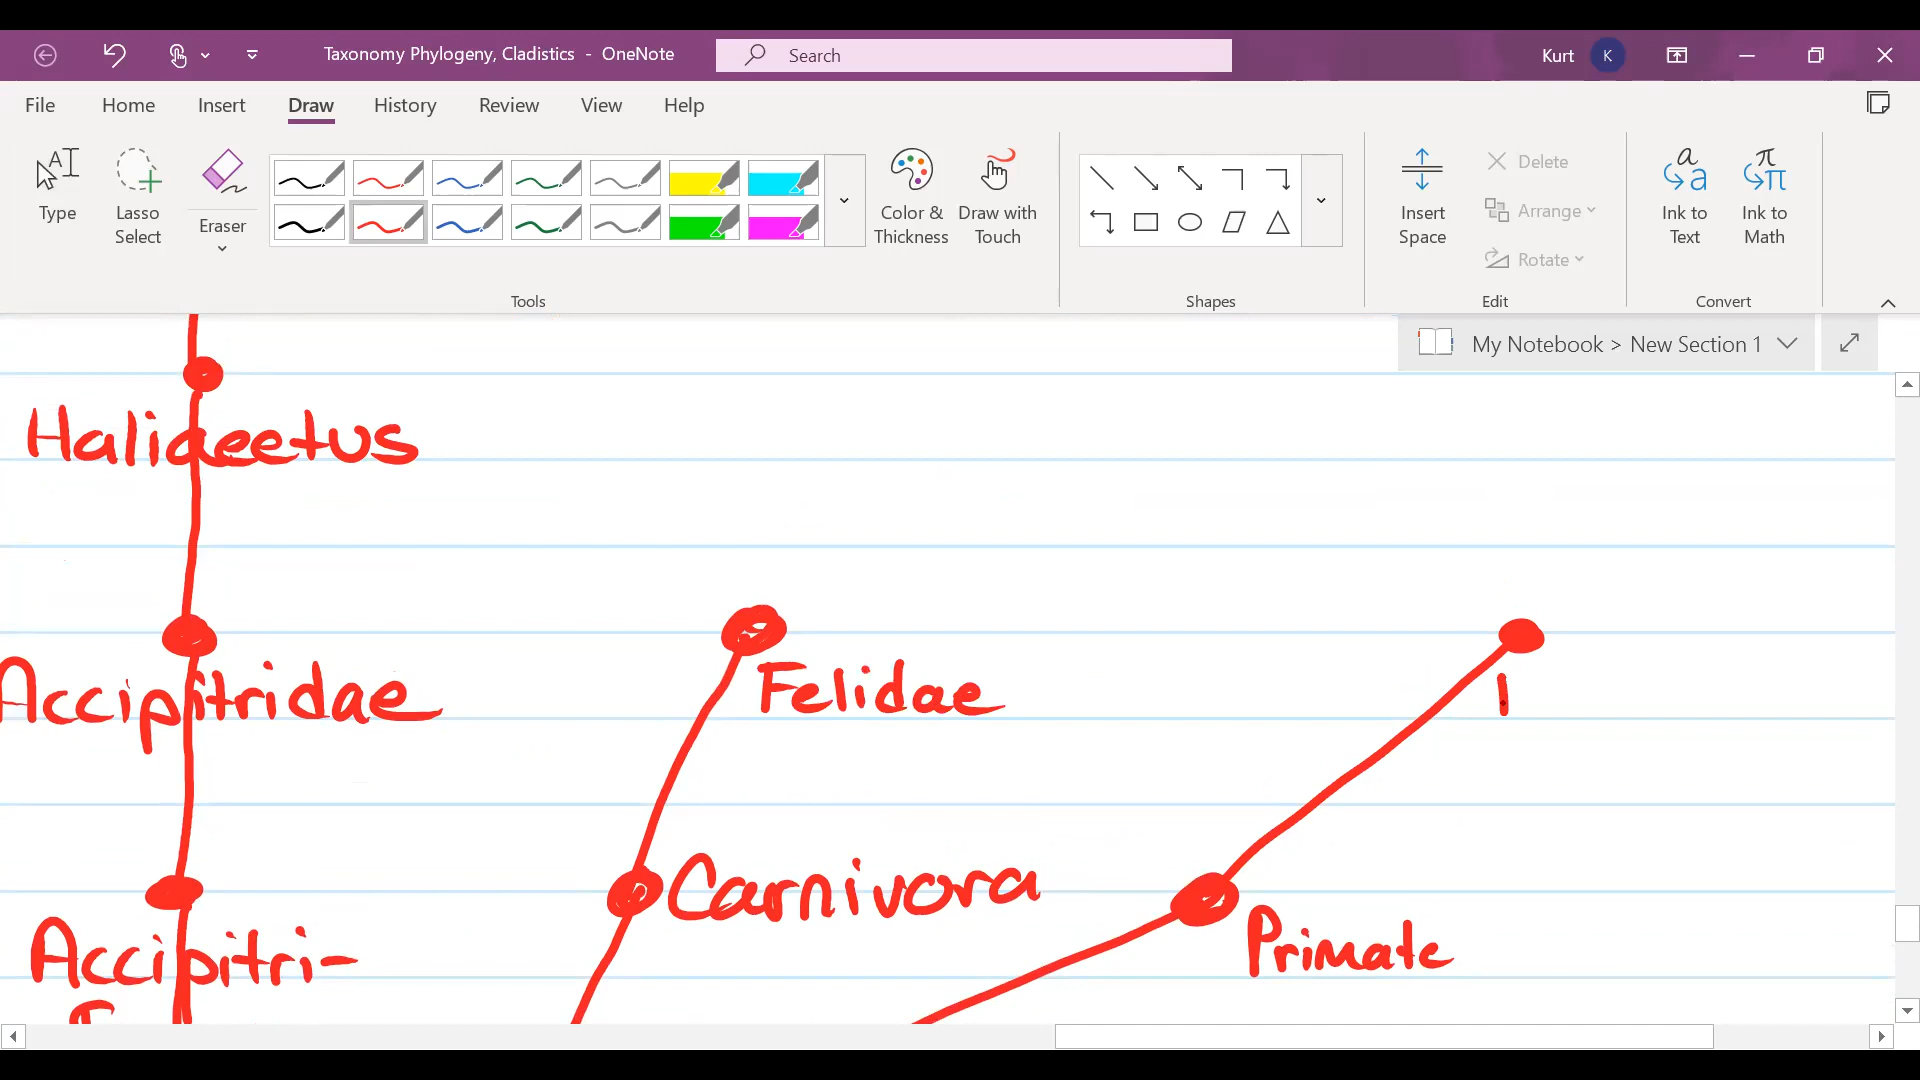 Taxonomy Phylogeny, Cladistics - OneNote
Search
Kurt
K
File Home Insert Draw History Review View Help
Type
Lasso Select
Eraser
Color & Thickness
Draw with Touch
Insert Space
Delete
Arrange
Rotate
Ink to Text
Ink to Math
Tools
Shapes
Edit
Convert
My Notebook > New Section 1
Haliaeetus
Accipitridae
Felidae
Carnivora
Primate
Accipitri-